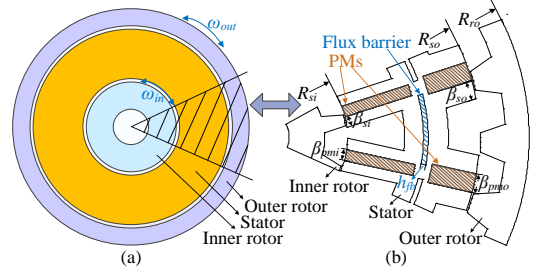 ω_out
ω_in
Outer rotor
Stator
Inner rotor
(a)
Flux barrier
PMs
R_si
R_so
R_ro
β_si
β_so
β_pmi
β_pmo
h_fb
Inner rotor
Stator
Outer rotor
(b)